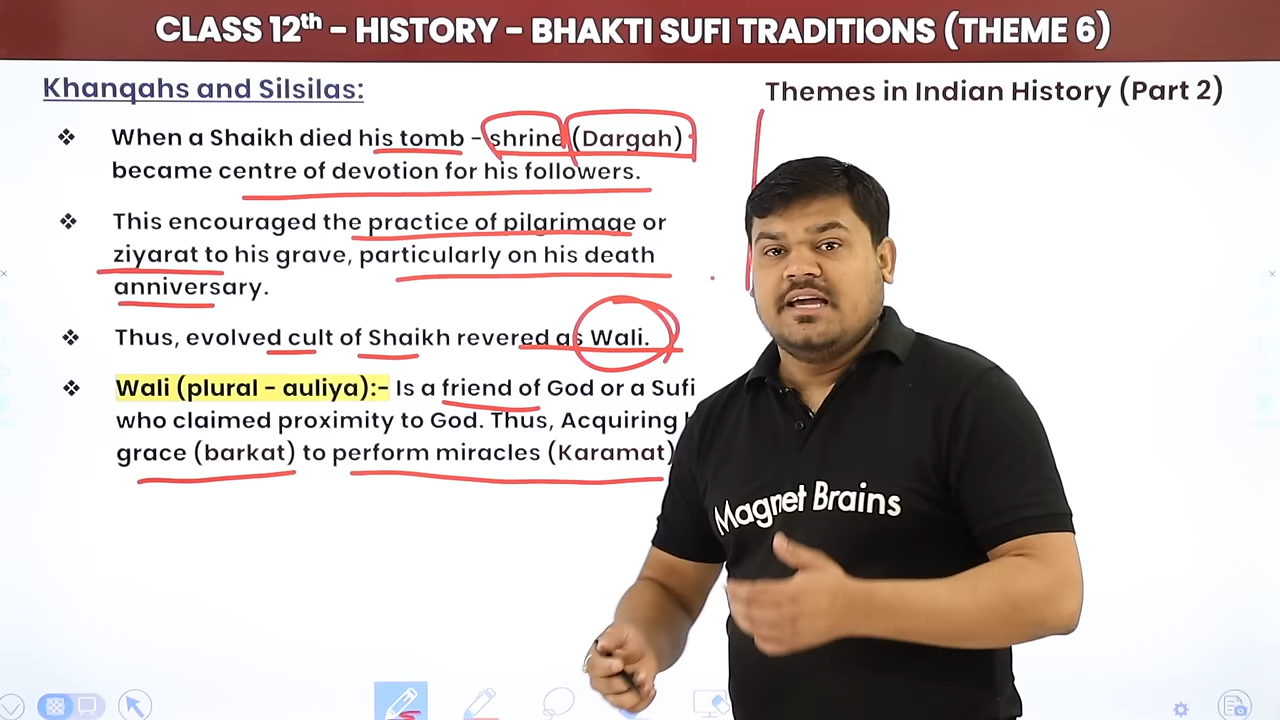 CLASS 12th - HISTORY - BHAKTI SUFI TRADITIONS (THEME 6)
Khanqahs and Silsilas:
Themes in Indian History (Part 2)
❖ When a Shaikh died his tomb - shrine (Dargah)
became centre of devotion for his followers.
❖ This encouraged the practice of pilgrimage or
ziyarat to his grave, particularly on his death
anniversary.
❖ Thus, evolved cult of Shaikh revered as Wali.
❖ Wali (plural - auliya):- Is a friend of God or a Sufi
who claimed proximity to God. Thus, Acquiring
grace (barkat) to perform miracles (Karamat)
Magnet Brains